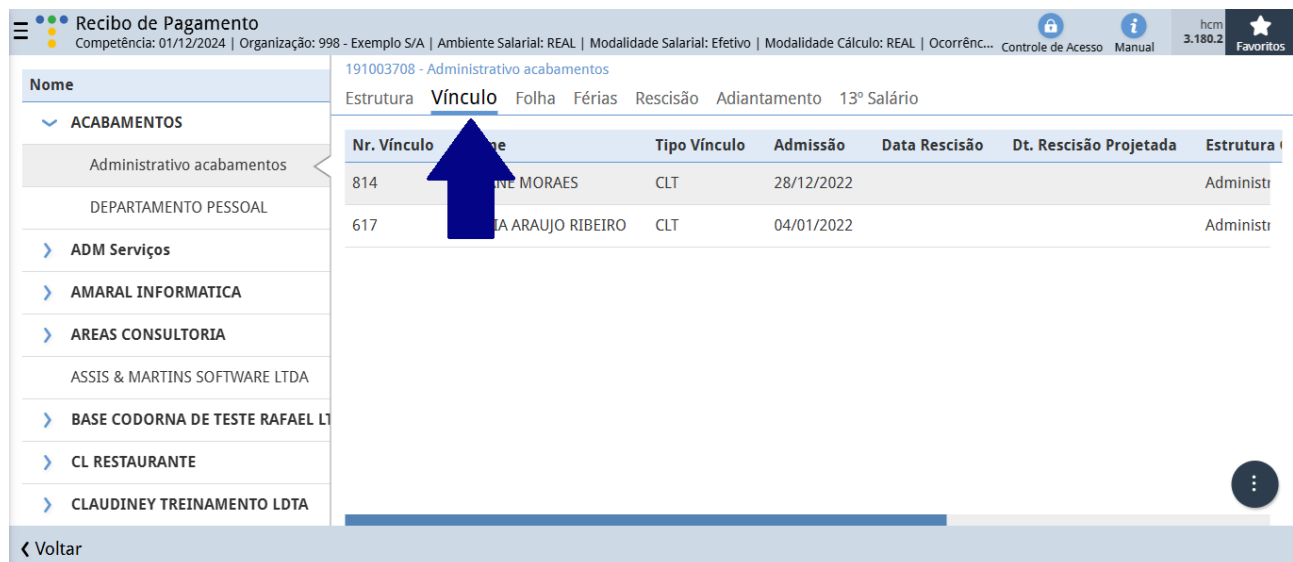 Recibo de Pagamento
Competência: 01/12/2024 | Organização: 998 - Exemplo S/A | Ambiente Salarial: REAL | Modalidade Salarial: Efetivo | Modalidade Cálculo: REAL | Ocorrênc...
Controle de Acesso
Manual
hcm
3.180.2
Favoritos
Nome
ACABAMENTOS
Administrativo acabamentos
DEPARTAMENTO PESSOAL
ADM Serviços
AMARAL INFORMATICA
AREAS CONSULTORIA
ASSIS & MARTINS SOFTWARE LTDA
BASE CODORNA DE TESTE RAFAEL LT
CL RESTAURANTE
CLAUDINEY TREINAMENTO LDTA
191003708 - Administrativo acabamentos
Estrutura Vínculo Folha Férias Rescisão Adiantamento 13º Salário
Nr. Vínculo Tipo Vínculo Admissão Data Rescisão Dt. Rescisão Projetada Estrutura
814 MORAES CLT 28/12/2022 Administr
617 ARAUJO RIBEIRO CLT 04/01/2022 Administr
Voltar